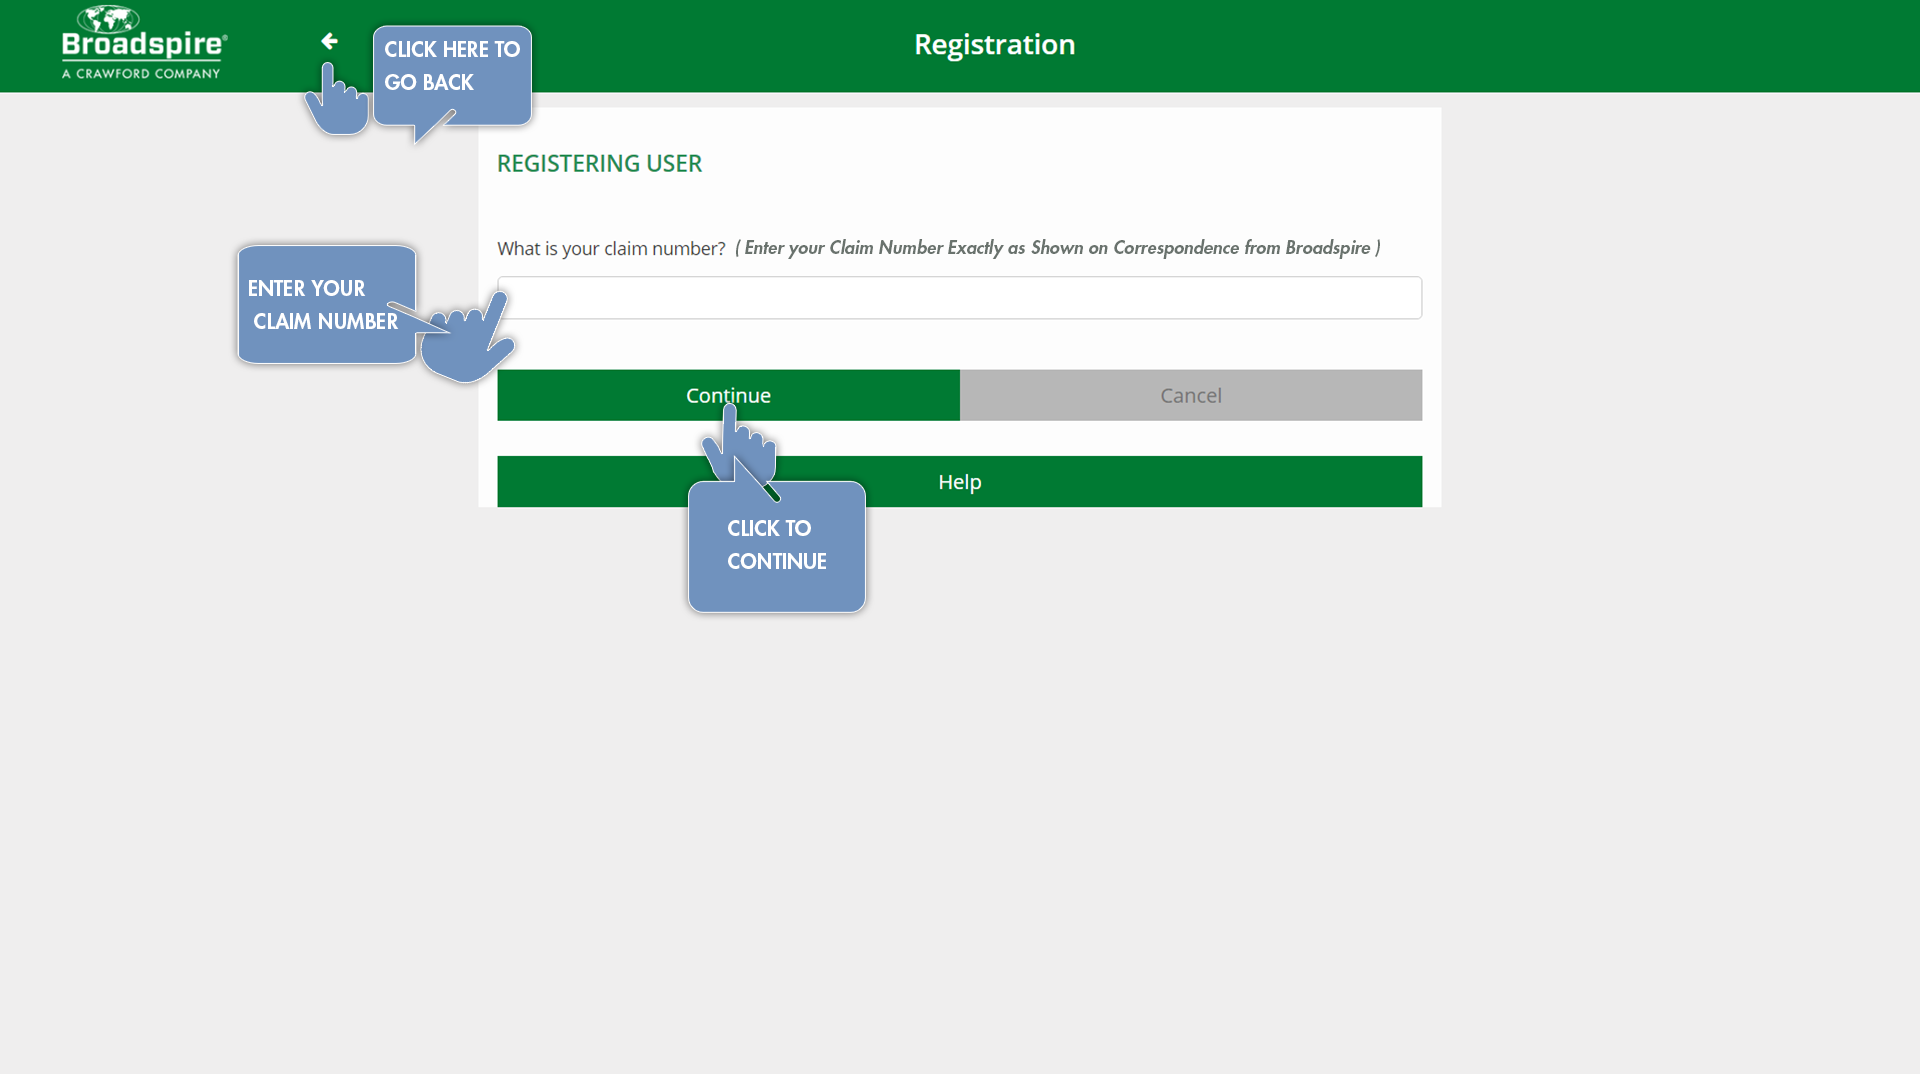 Broadspire®
A CRAWFORD COMPANY
CLICK HERE TO
GO BACK
Registration
REGISTERING USER
What is your claim number? ( Enter your Claim Number Exactly as Shown on Correspondence from Broadspire )
ENTER YOUR
CLAIM NUMBER
Continue
Cancel
Help
CLICK TO
CONTINUE